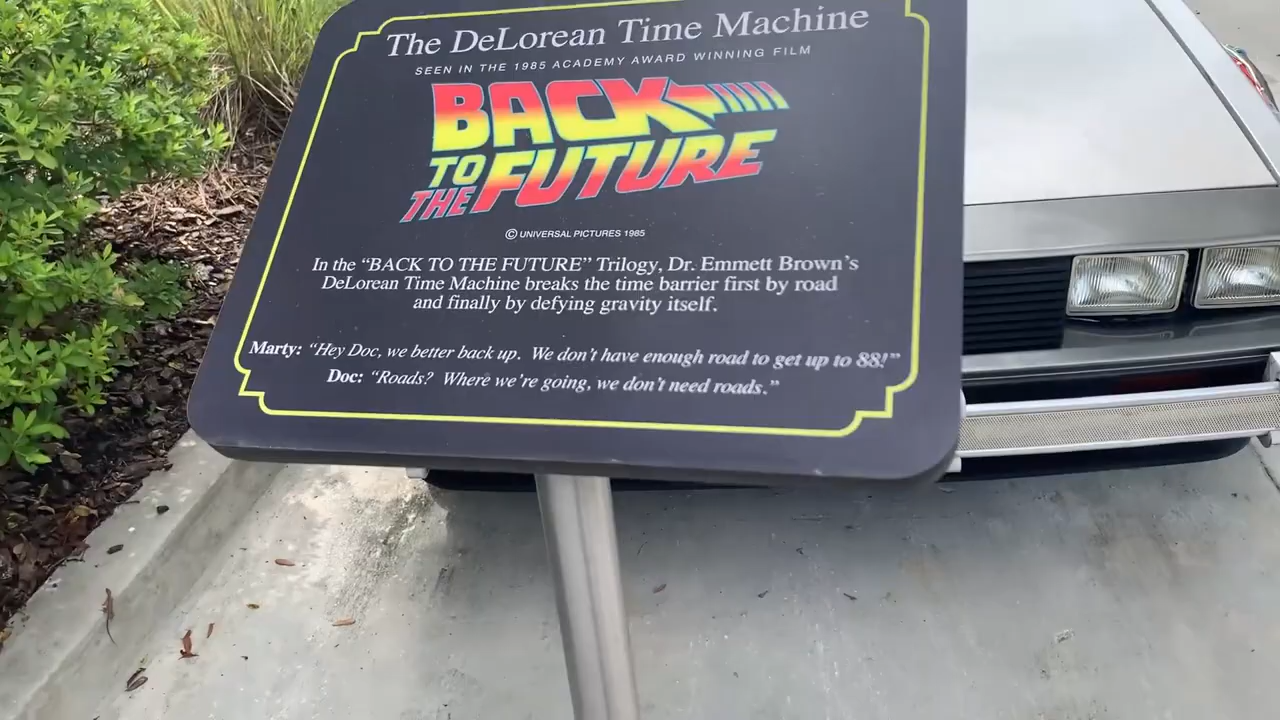 The DeLorean Time Machine
SEEN IN THE 1985 ACADEMY AWARD WINNING FILM
BACK
TO
THE FUTURE
© UNIVERSAL PICTURES 1985
In the “BACK TO THE FUTURE” Trilogy, Dr. Emmett Brown’s
DeLorean Time Machine breaks the time barrier first by road
and finally by defying gravity itself.
Marty: “Hey Doc, we better back up. We don’t have enough road to get up to 88!”
Doc: “Roads? Where we’re going, we don’t need roads.”